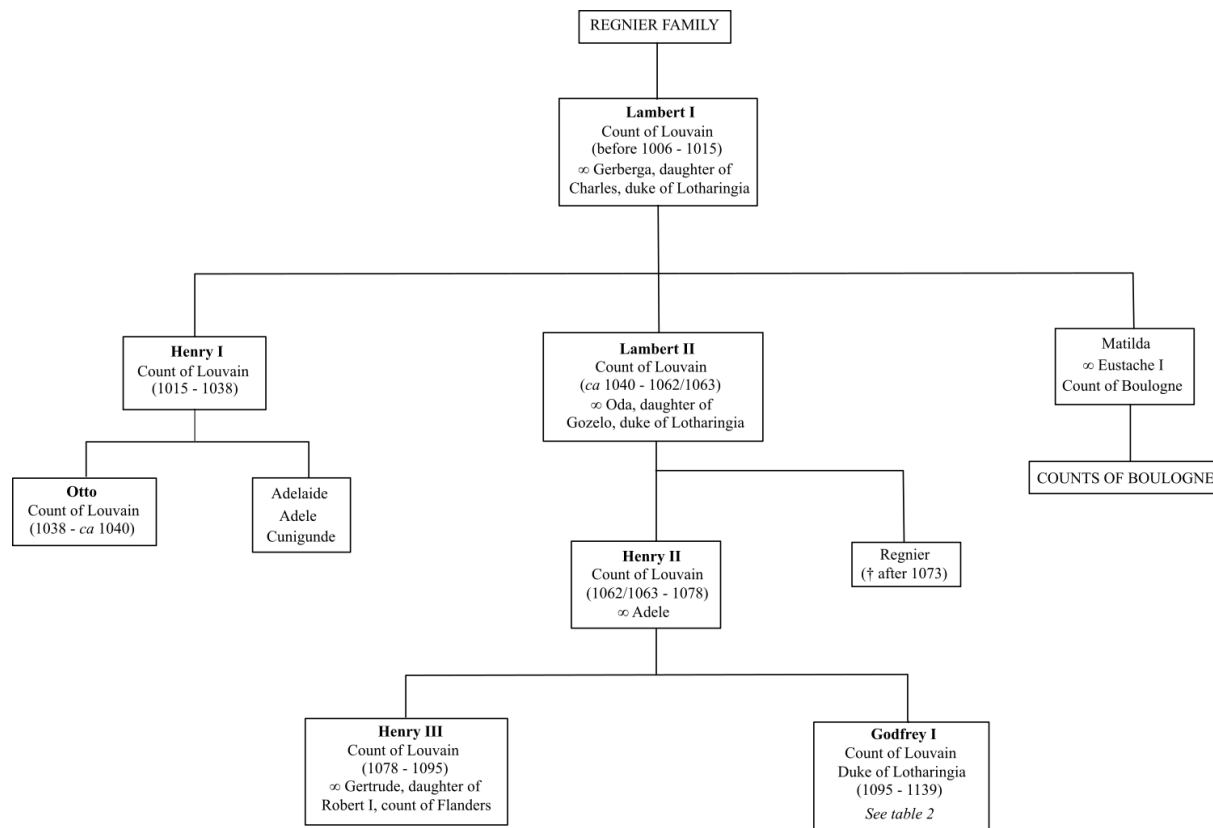 REGNIER FAMILY
Lambert I
Count of Louvain
(before 1006 - 1015)
∞ Gerberga, daughter of
Charles, duke of Lotharingia
Henry I
Count of Louvain
(1015 - 1038)
Lambert II
Count of Louvain
(ca 1040 - 1062/1063)
∞ Oda, daughter of
Gozelo, duke of Lotharingia
Matilda
∞ Eustache I
Count of Boulogne
Otto
Count of Louvain
(1038 - ca 1040)
Adelaide
Adele
Cunigunde
COUNTS OF BOULOGNE
Henry II
Count of Louvain
(1062/1063 - 1078)
∞ Adele
Regnier
(† after 1073)
Henry III
Count of Louvain
(1078 - 1095)
∞ Gertrude, daughter of
Robert I, count of Flanders
Godfrey I
Count of Louvain
Duke of Lotharingia
(1095 - 1139)
See table 2